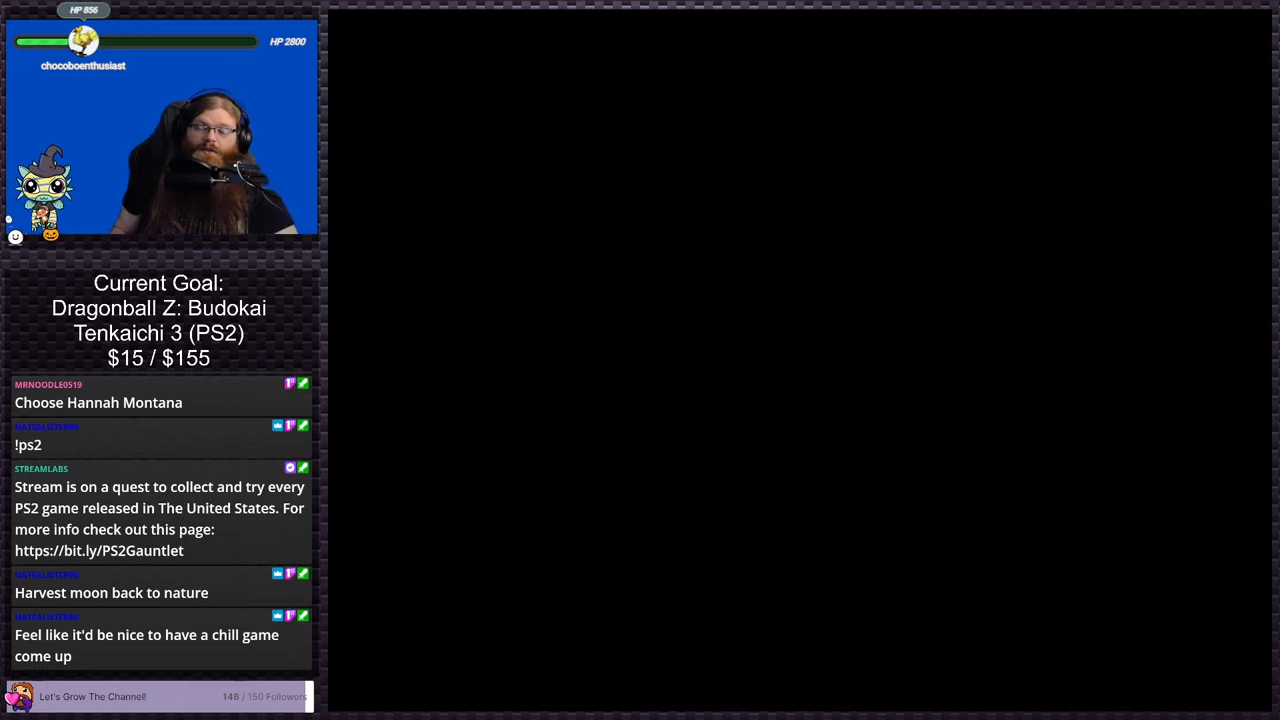 HP 856
HP 2800
chocoboenthusiast
Current Goal:
Dragonball Z: Budokai
Tenkaichi 3 (PS2)
$15 / $155
MRNOODLE0519
Choose Hannah Montana
!ps2
STREAMLABS
Stream is on a quest to collect and try every
PS2 game released in The United States. For
more info check out this page:
https://bit.ly/PS2Gauntlet
Harvest moon back to nature
Feel like it'd be nice to have a chill game
come up
Let's Grow The Channel!
146 / 150 Followers